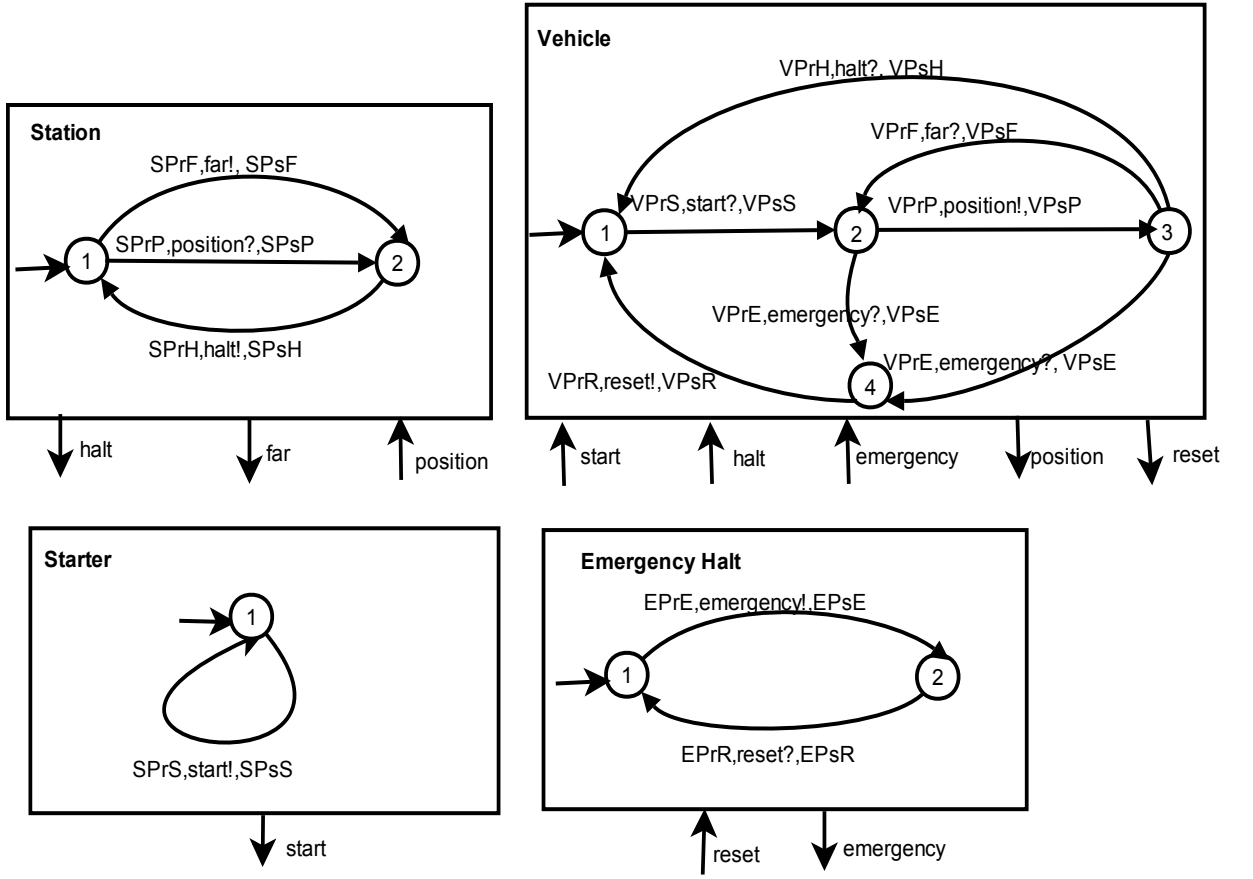 Station
SPrF,far!, SPsF
SPrP,position?,SPsP
1
2
SPrH,halt!,SPsH
halt
far
position
Vehicle
VPrH,halt?, VPsH
VPrF,far?,VPsF
VPrS,start?,VPsS
VPrP,position!,VPsP
1
2
3
VPrE,emergency?,VPsE
VPrE,emergency?, VPsE
VPrR,reset!,VPsR
4
start
halt
emergency
position
reset
Starter
1
SPrS,start!,SPsS
start
Emergency Halt
EPrE,emergency!,EPsE
1
2
EPrR,reset?,EPsR
reset
emergency